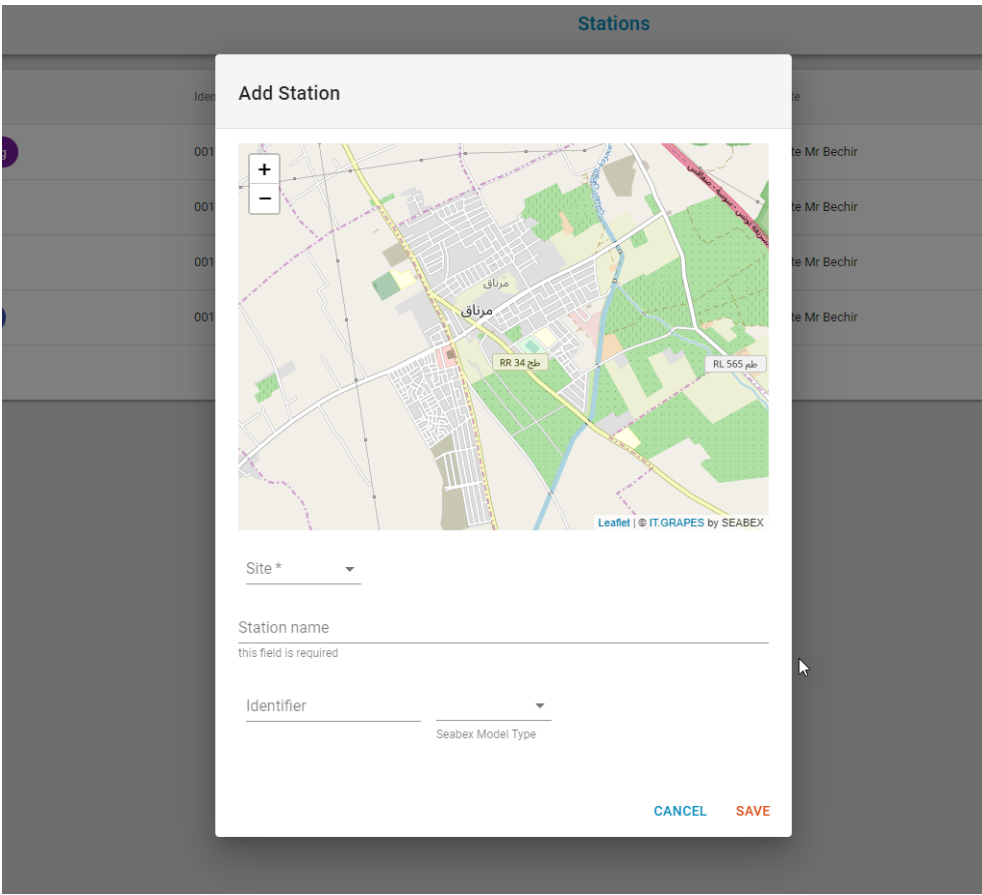 Stations
Add Station
Iden
te
g
001
te Mr Bechir
001
te Mr Bechir
001
te Mr Bechir
001
te Mr Bechir
+
−
مرناق
مرناق
RR 34 طج
RL 565 طم
Leaflet | © IT.GRAPES by SEABEX
Site *
Station name
this field is required
Identifier
Seabex Model Type
CANCEL
SAVE